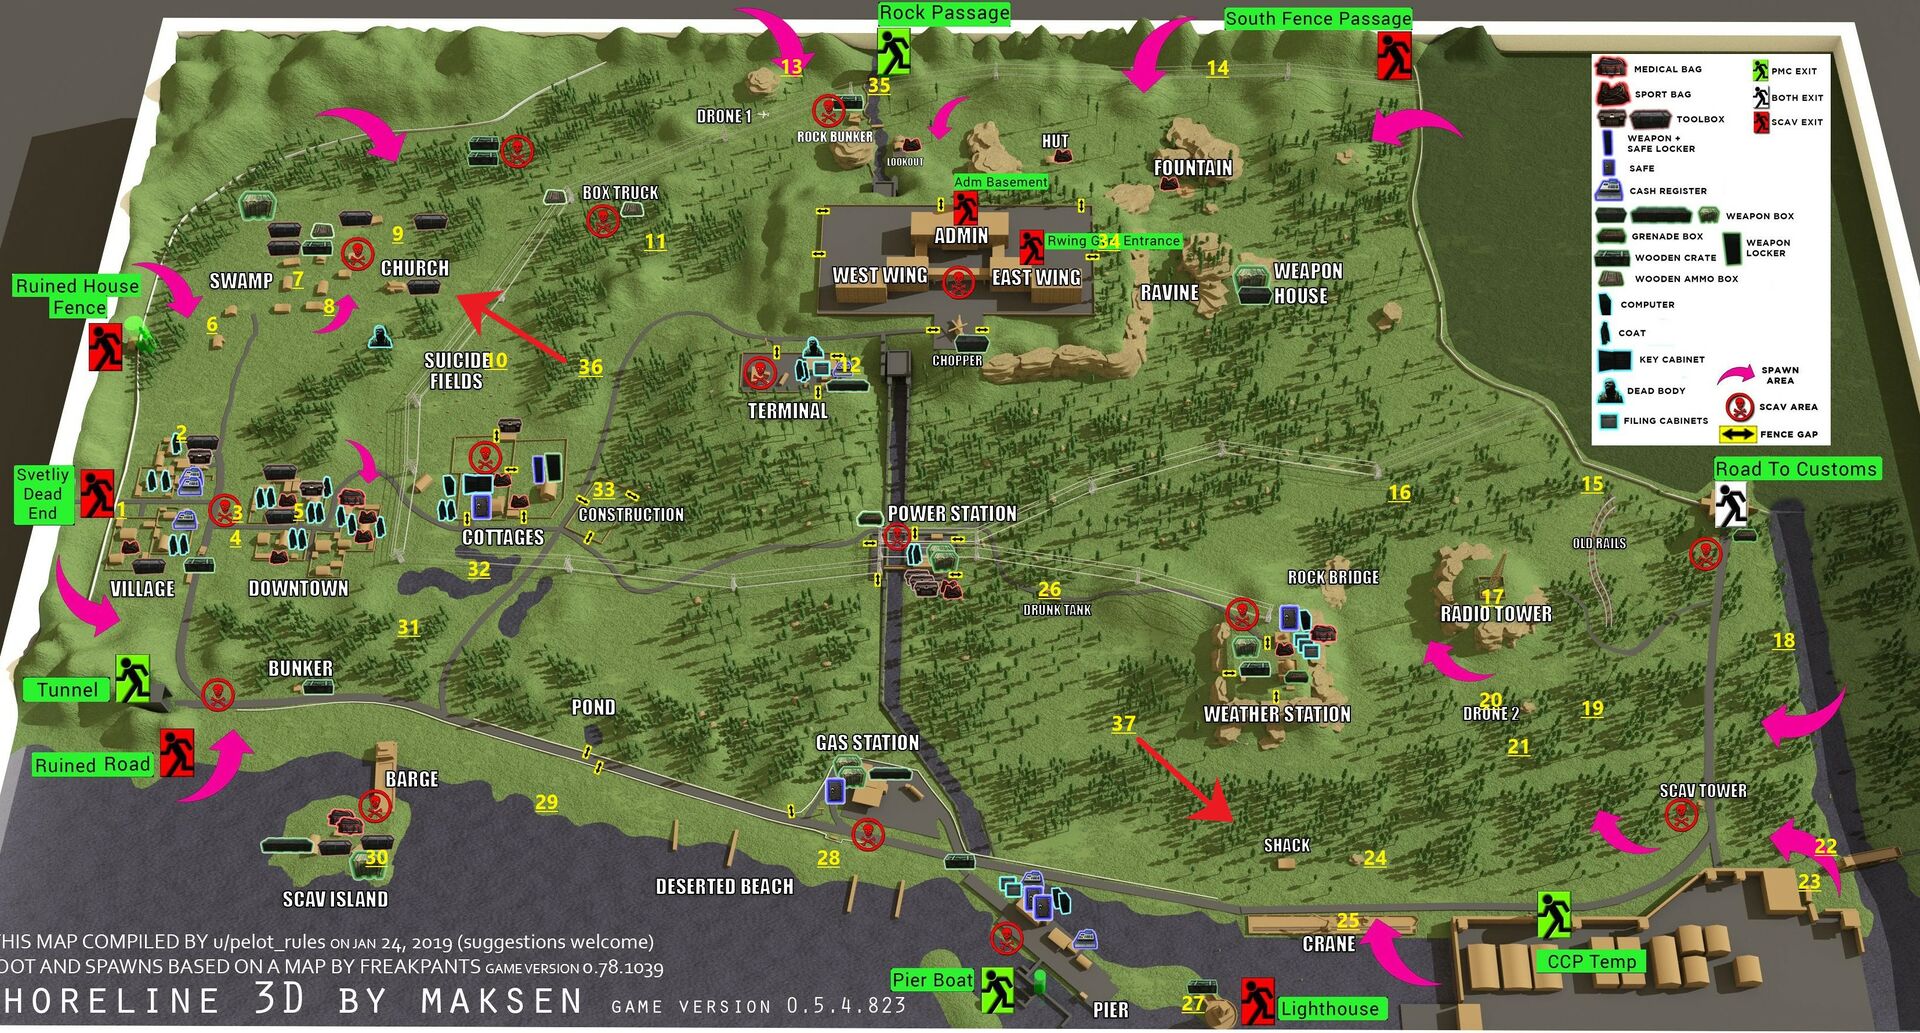 Rock Passage
South Fence Passage
13
14
35
DRONE 1
ROCK BUNKER
LOOKOUT
HUT
FOUNTAIN
MEDICAL BAG
SPORT BAG
TOOLBOX
WEAPON +
SAFE LOCKER
SAFE
CASH REGISTER
WEAPON BOX
GRENADE BOX
WEAPON
LOCKER
WOODEN CRATE
WOODEN AMMO BOX
COMPUTER
COAT
KEY CABINET
DEAD BODY
FILING CABINETS
PMC EXIT
BOTH EXIT
SCAV EXIT
SPAWN
AREA
SCAV AREA
FENCE GAP
BOX TRUCK
Adm Basement
ADMIN
9
11
34
Entrance
CHURCH
SWAMP
7
8
6
WEST WING
EAST WING
RAVINE
WEAPON
HOUSE
Ruined House
Fence
SUICIDE
FIELDS
10
36
12
CHOPPER
TERMINAL
2
Svetliy
Dead
End
1
3
4
5
33
CONSTRUCTION
COTTAGES
POWER STATION
16
15
Road To Customs
OLD RAILS
VILLAGE
DOWNTOWN
32
26
DRUNK TANK
ROCK BRIDGE
17
RADIO TOWER
31
18
BUNKER
Tunnel
POND
37
WEATHER STATION
20
DRONE 2
19
21
GAS STATION
Ruined Road
BARGE
29
SCAV TOWER
SHACK
24
28
22
23
30
SCAV ISLAND
DESERTED BEACH
25
CRANE
CCP Temp
Pier Boat
PIER
27
Lighthouse
HIS MAP COMPILED BY u/pelot_rules ON JAN 24, 2019 (suggestions welcome)
OOT AND SPAWNS BASED ON A MAP BY FREAKPANTS GAME VERSION 0.78.1039
HORELINE 3D BY MAKSEN GAME VERSION 0.5.4.823